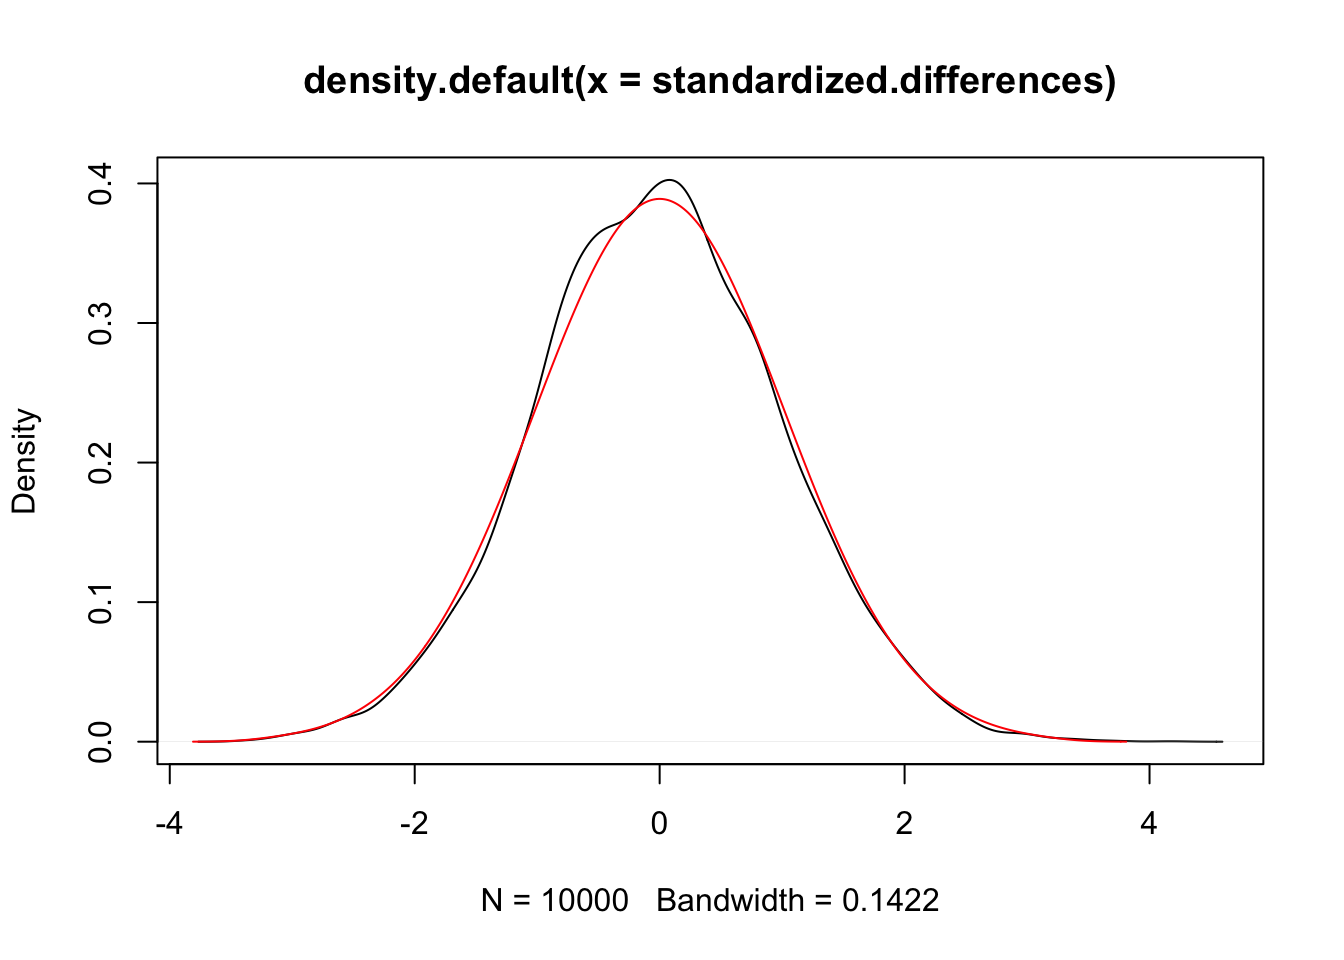 density.default(x = standardized.differences)
0.4
0.3
0.2
0.1
0.0
Density
-4 -2 0 2 4
N = 10000 Bandwidth = 0.1422